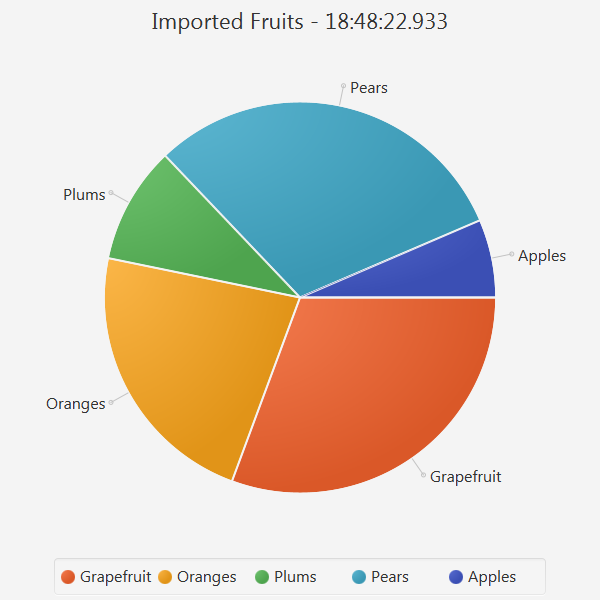 Imported Fruits - 18:48:22.933
Pears
Plums
Apples
Oranges
Grapefruit
Grapefruit Oranges Plums Pears Apples